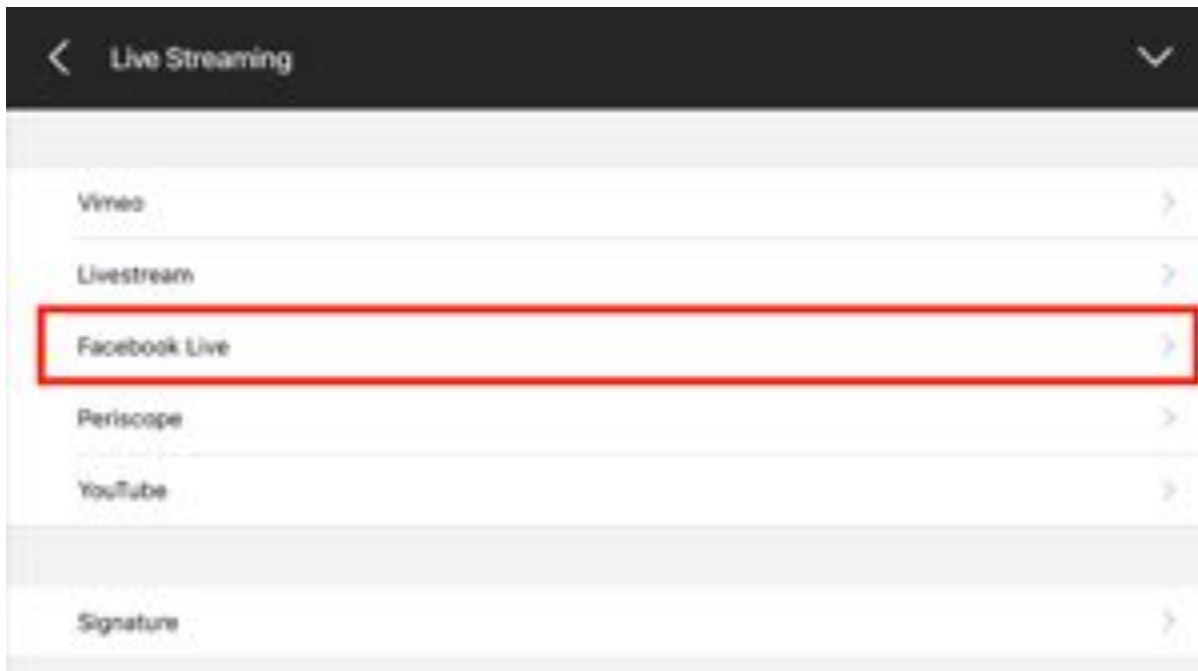 Live Streaming
Vimeo
Livestream
Facebook Live
Periscope
YouTube
Signature